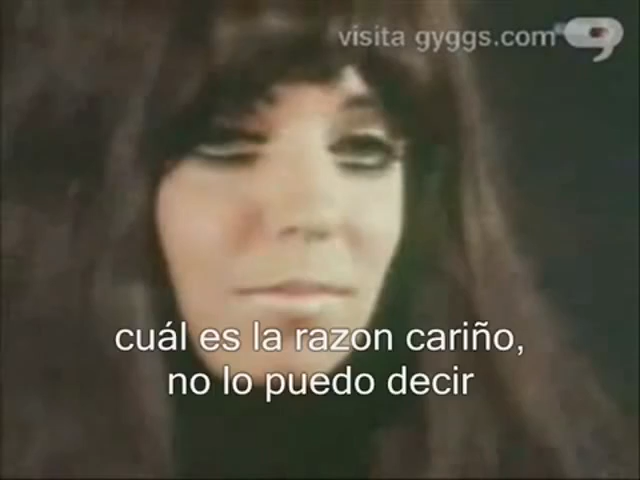 visita gyggs.com
cuál es la razon cariño,
no lo puedo decir